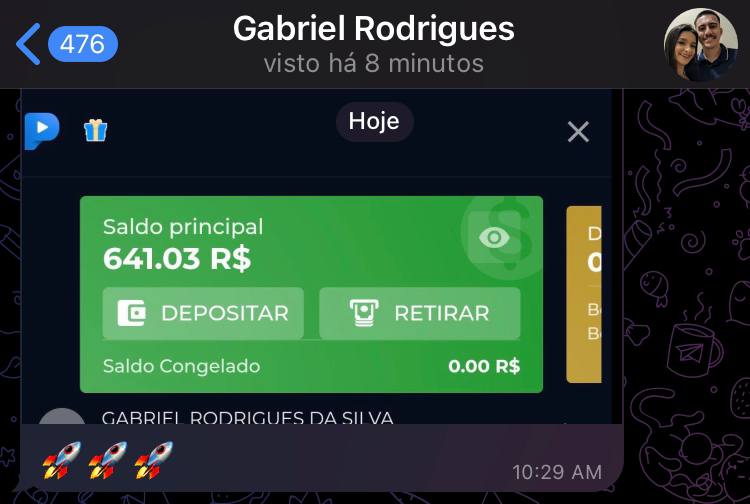 476
Gabriel Rodrigues
visto há 8 minutos
Hoje
Saldo principal
641.03 R$
DEPOSITAR
RETIRAR
Saldo Congelado
0.00 R$
GABRIEL RODRIGUES DA SILVA
🚀🚀🚀
10:29 AM